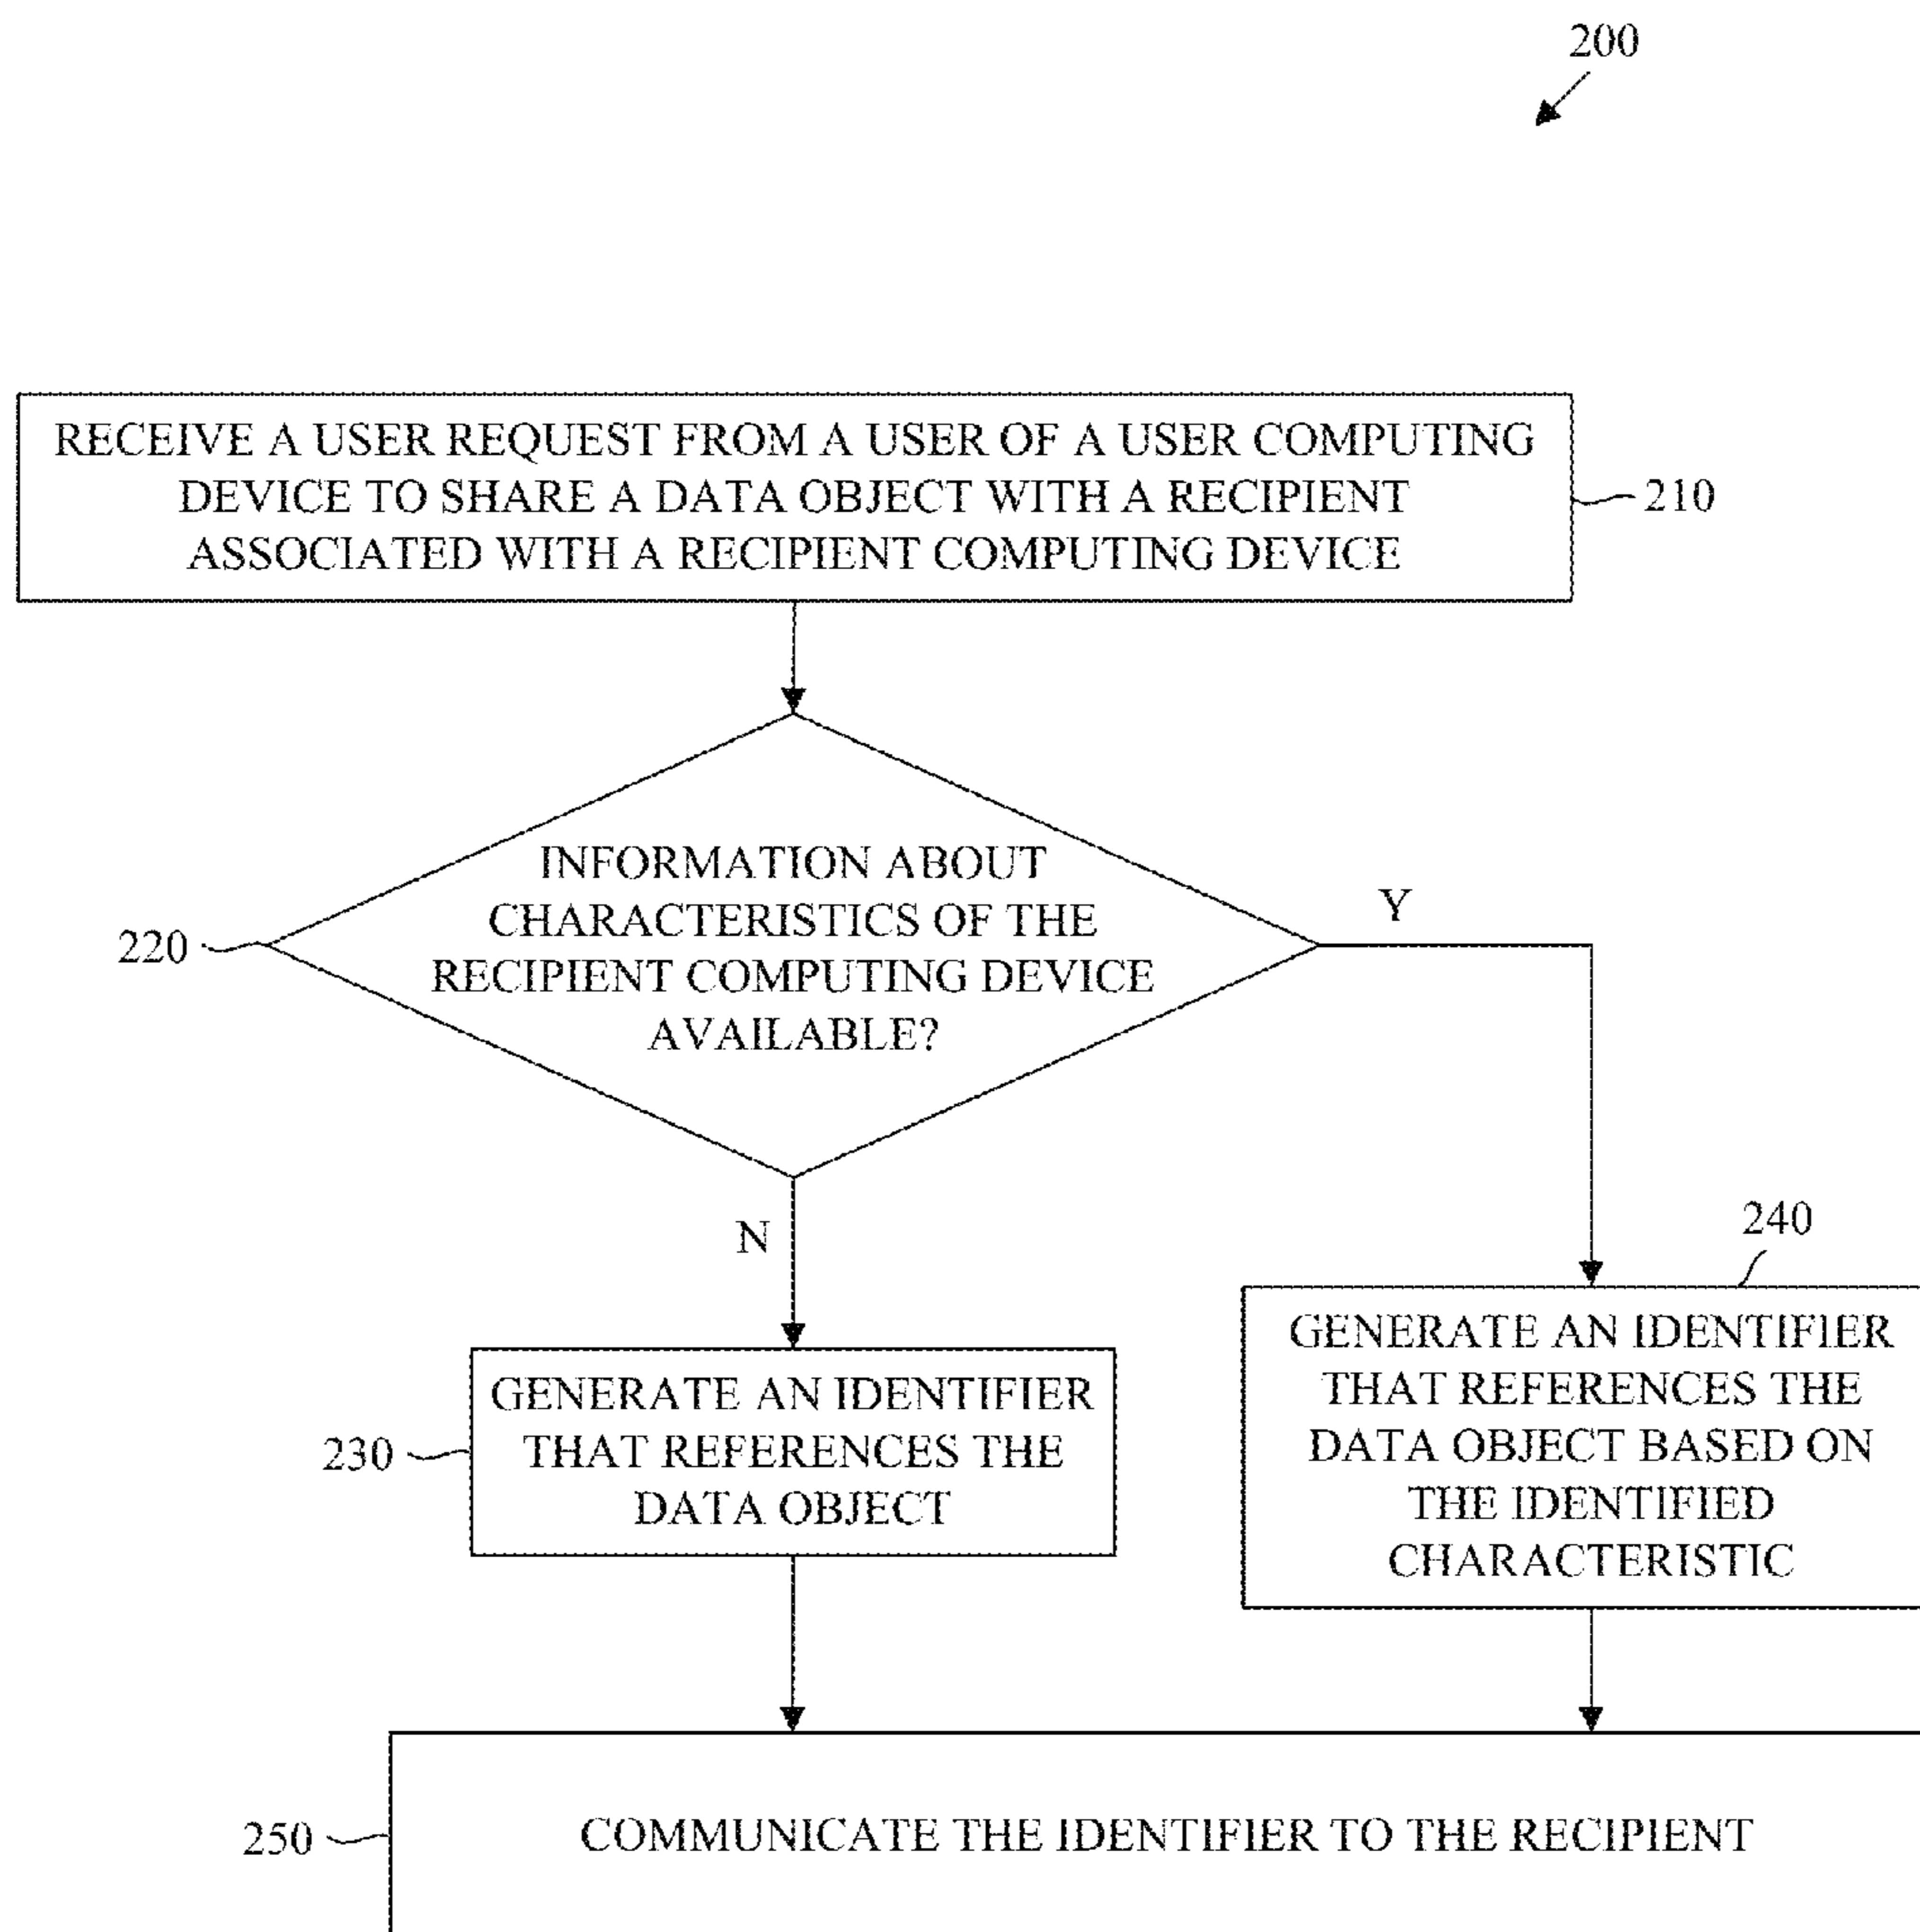 200
RECEIVE A USER REQUEST FROM A USER OF A USER COMPUTING
DEVICE TO SHARE A DATA OBJECT WITH A RECIPIENT
ASSOCIATED WITH A RECIPIENT COMPUTING DEVICE
210
INFORMATION ABOUT
CHARACTERISTICS OF THE
RECIPIENT COMPUTING DEVICE
AVAILABLE?
220
Y
N
240
GENERATE AN IDENTIFIER
THAT REFERENCES THE
DATA OBJECT
230
GENERATE AN IDENTIFIER
THAT REFERENCES THE
DATA OBJECT BASED ON
THE IDENTIFIED
CHARACTERISTIC
250
COMMUNICATE THE IDENTIFIER TO THE RECIPIENT